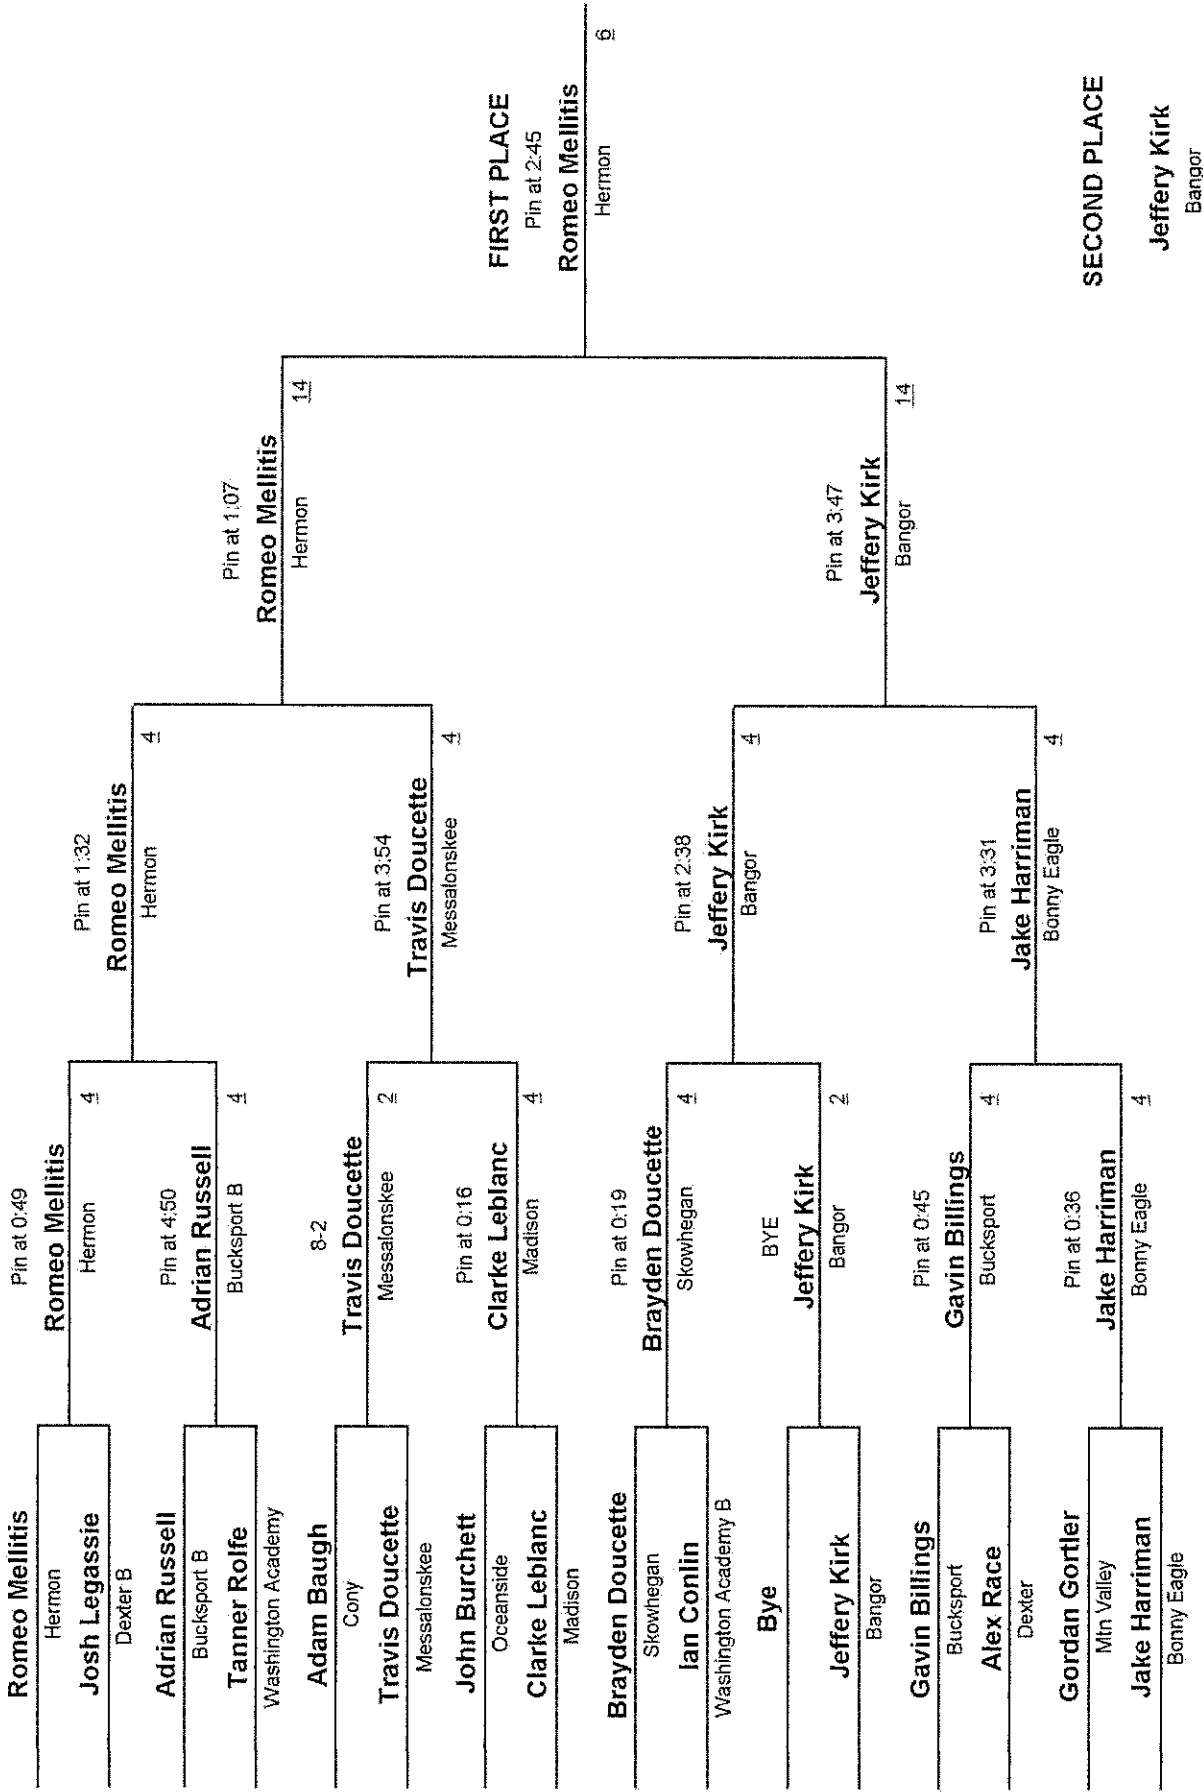 Romeo Mellitis
Hermon
Josh Legassie
Dexter B
Adrian Russell
Bucksport B
Tanner Rolfe
Washington Academy
Adam Baugh
Cony
Travis Doucette
Messalonskee
John Burchett
Oceanside
Clarke Leblanc
Madison
Brayden Doucette
Skowhegan
Ian Conlin
Washington Academy B
Bye
Jeffery Kirk
Bangor
Gavin Billings
Bucksport
Alex Race
Dexter
Gordan Gortler
Mtn Valley
Jake Harriman
Bonny Eagle
Pin at 0:49
Romeo Mellitis
Hermon
4
Pin at 4:50
Adrian Russell
Bucksport B
4
8-2
Travis Doucette
Messalonskee
2
Pin at 0:16
Clarke Leblanc
Madison
4
Pin at 0:19
Brayden Doucette
Skowhegan
4
BYE
Jeffery Kirk
Bangor
2
Pin at 0:45
Gavin Billings
Bucksport
4
Pin at 0:36
Jake Harriman
Bonny Eagle
4
Pin at 1:32
Romeo Mellitis
Hermon
4
Pin at 3:54
Travis Doucette
Messalonskee
4
Pin at 2:38
Jeffery Kirk
Bangor
4
Pin at 3:31
Jake Harriman
Bonny Eagle
4
Pin at 1:07
Romeo Mellitis
Hermon
14
Pin at 3:47
Jeffery Kirk
Bangor
14
FIRST PLACE
Pin at 2:45
Romeo Mellitis
Hermon
6
SECOND PLACE
Jeffery Kirk
Bangor